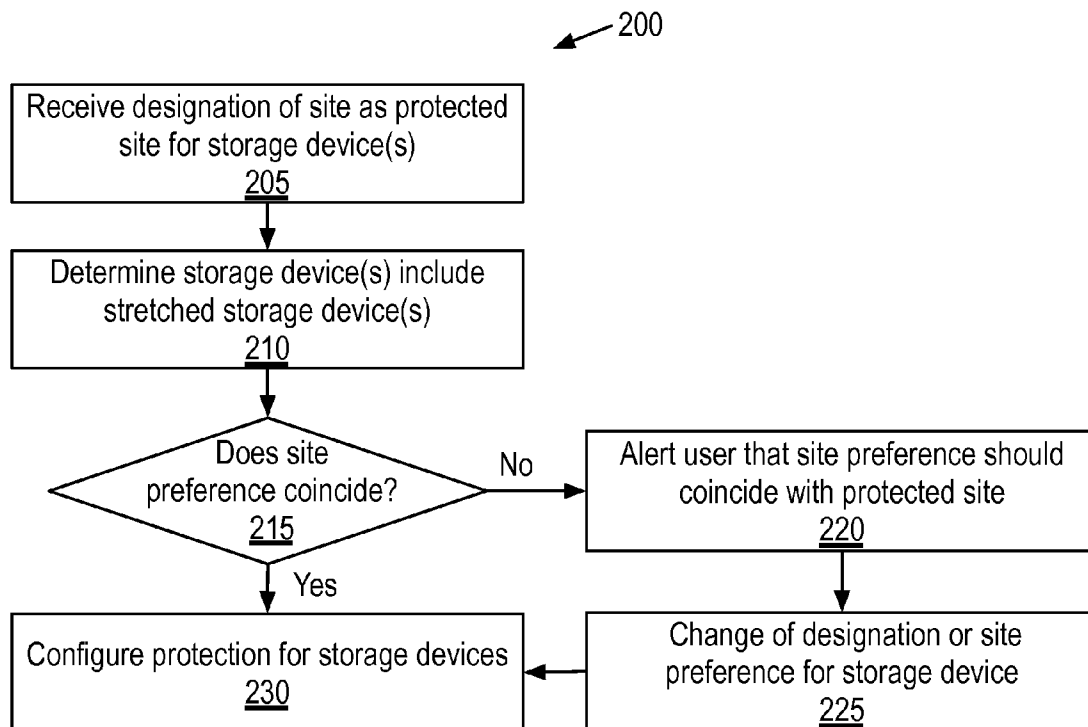 200
Receive designation of site as protected
site for storage device(s)
205
Determine storage device(s) include
stretched storage device(s)
210
Does site
preference coincide?
215
No
Alert user that site preference should
coincide with protected site
220
Yes
Configure protection for storage devices
230
Change of designation or site
preference for storage device
225